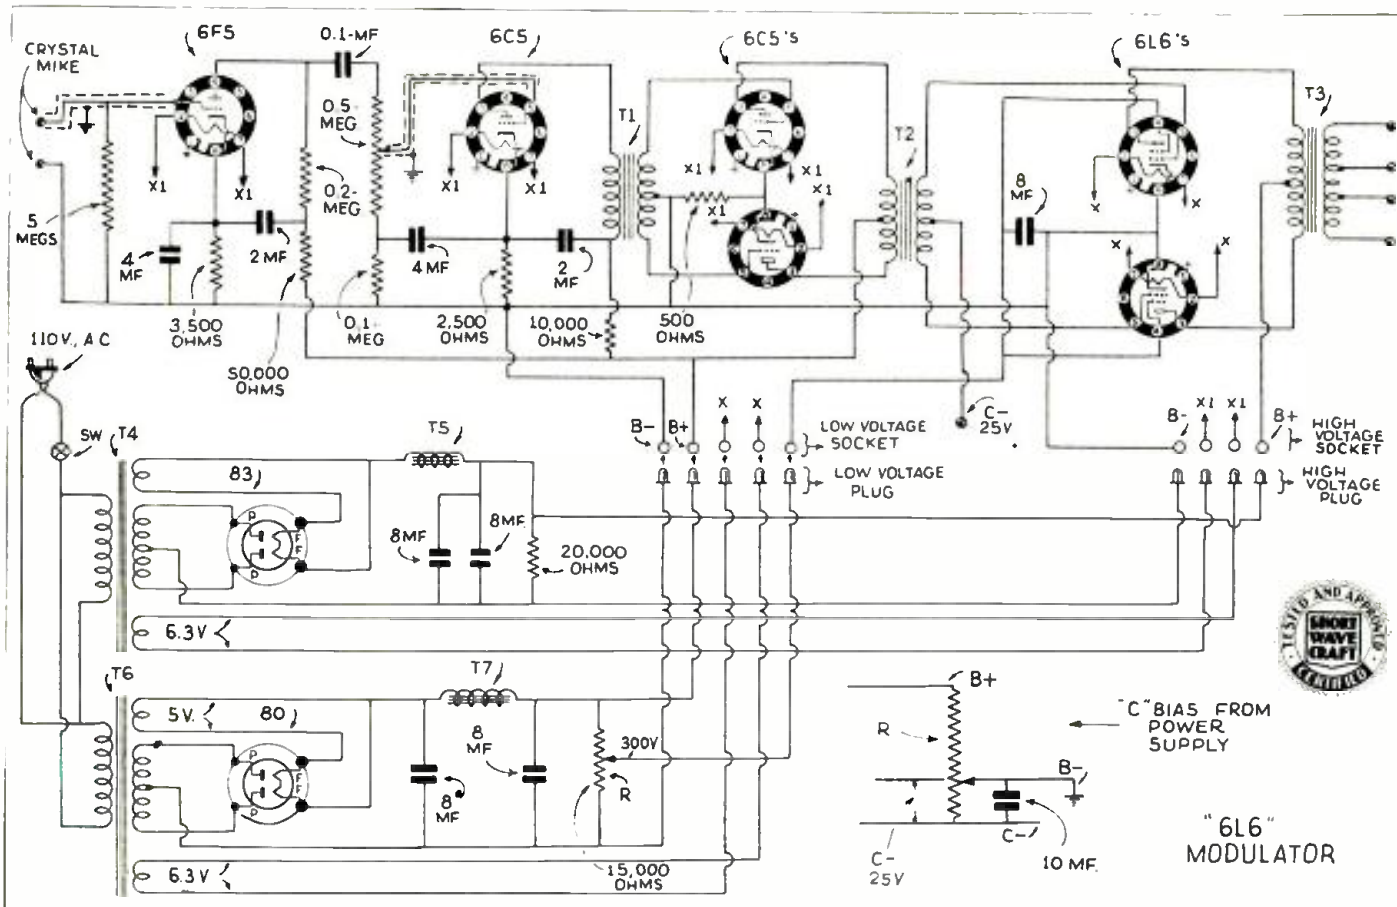 CRYSTAL
MIKE
6F5
0.1-MF
6C5
6C5's
6L6's
T3
0.5-
MEG
T1
T2
X1
X1
X1
X1
X1
X1
X1
X1
8
MF
X
X
X
X
0.2-
MEG
5
MEGS
4
MF
2 MF
4 MF
2
MF
3,500
OHMS
50,000
OHMS
0.1-
MEG
2,500
OHMS
10,000
OHMS
500
OHMS
110V., AC
SW
T4
83
T5
8MF
8MF
20,000
OHMS
6.3V
B-
B+
X
X
LOW VOLTAGE
SOCKET
LOW VOLTAGE
PLUG
C-
25V
B-
X1
X1
B+
HIGH
VOLTAGE
SOCKET
HIGH
VOLTAGE
PLUG
P
P
F
F
TESTED AND APPROVED
SHORT
WAVE
CRAFT
CERTIFIED
T6
5V.
80
T7
8
MF
8
MF
300V
R
15,000
OHMS
6.3V
P
P
F
F
B+
R
B-
C-
C-
25V
10 MF.
"C" BIAS FROM
POWER
SUPPLY
"6L6"
MODULATOR